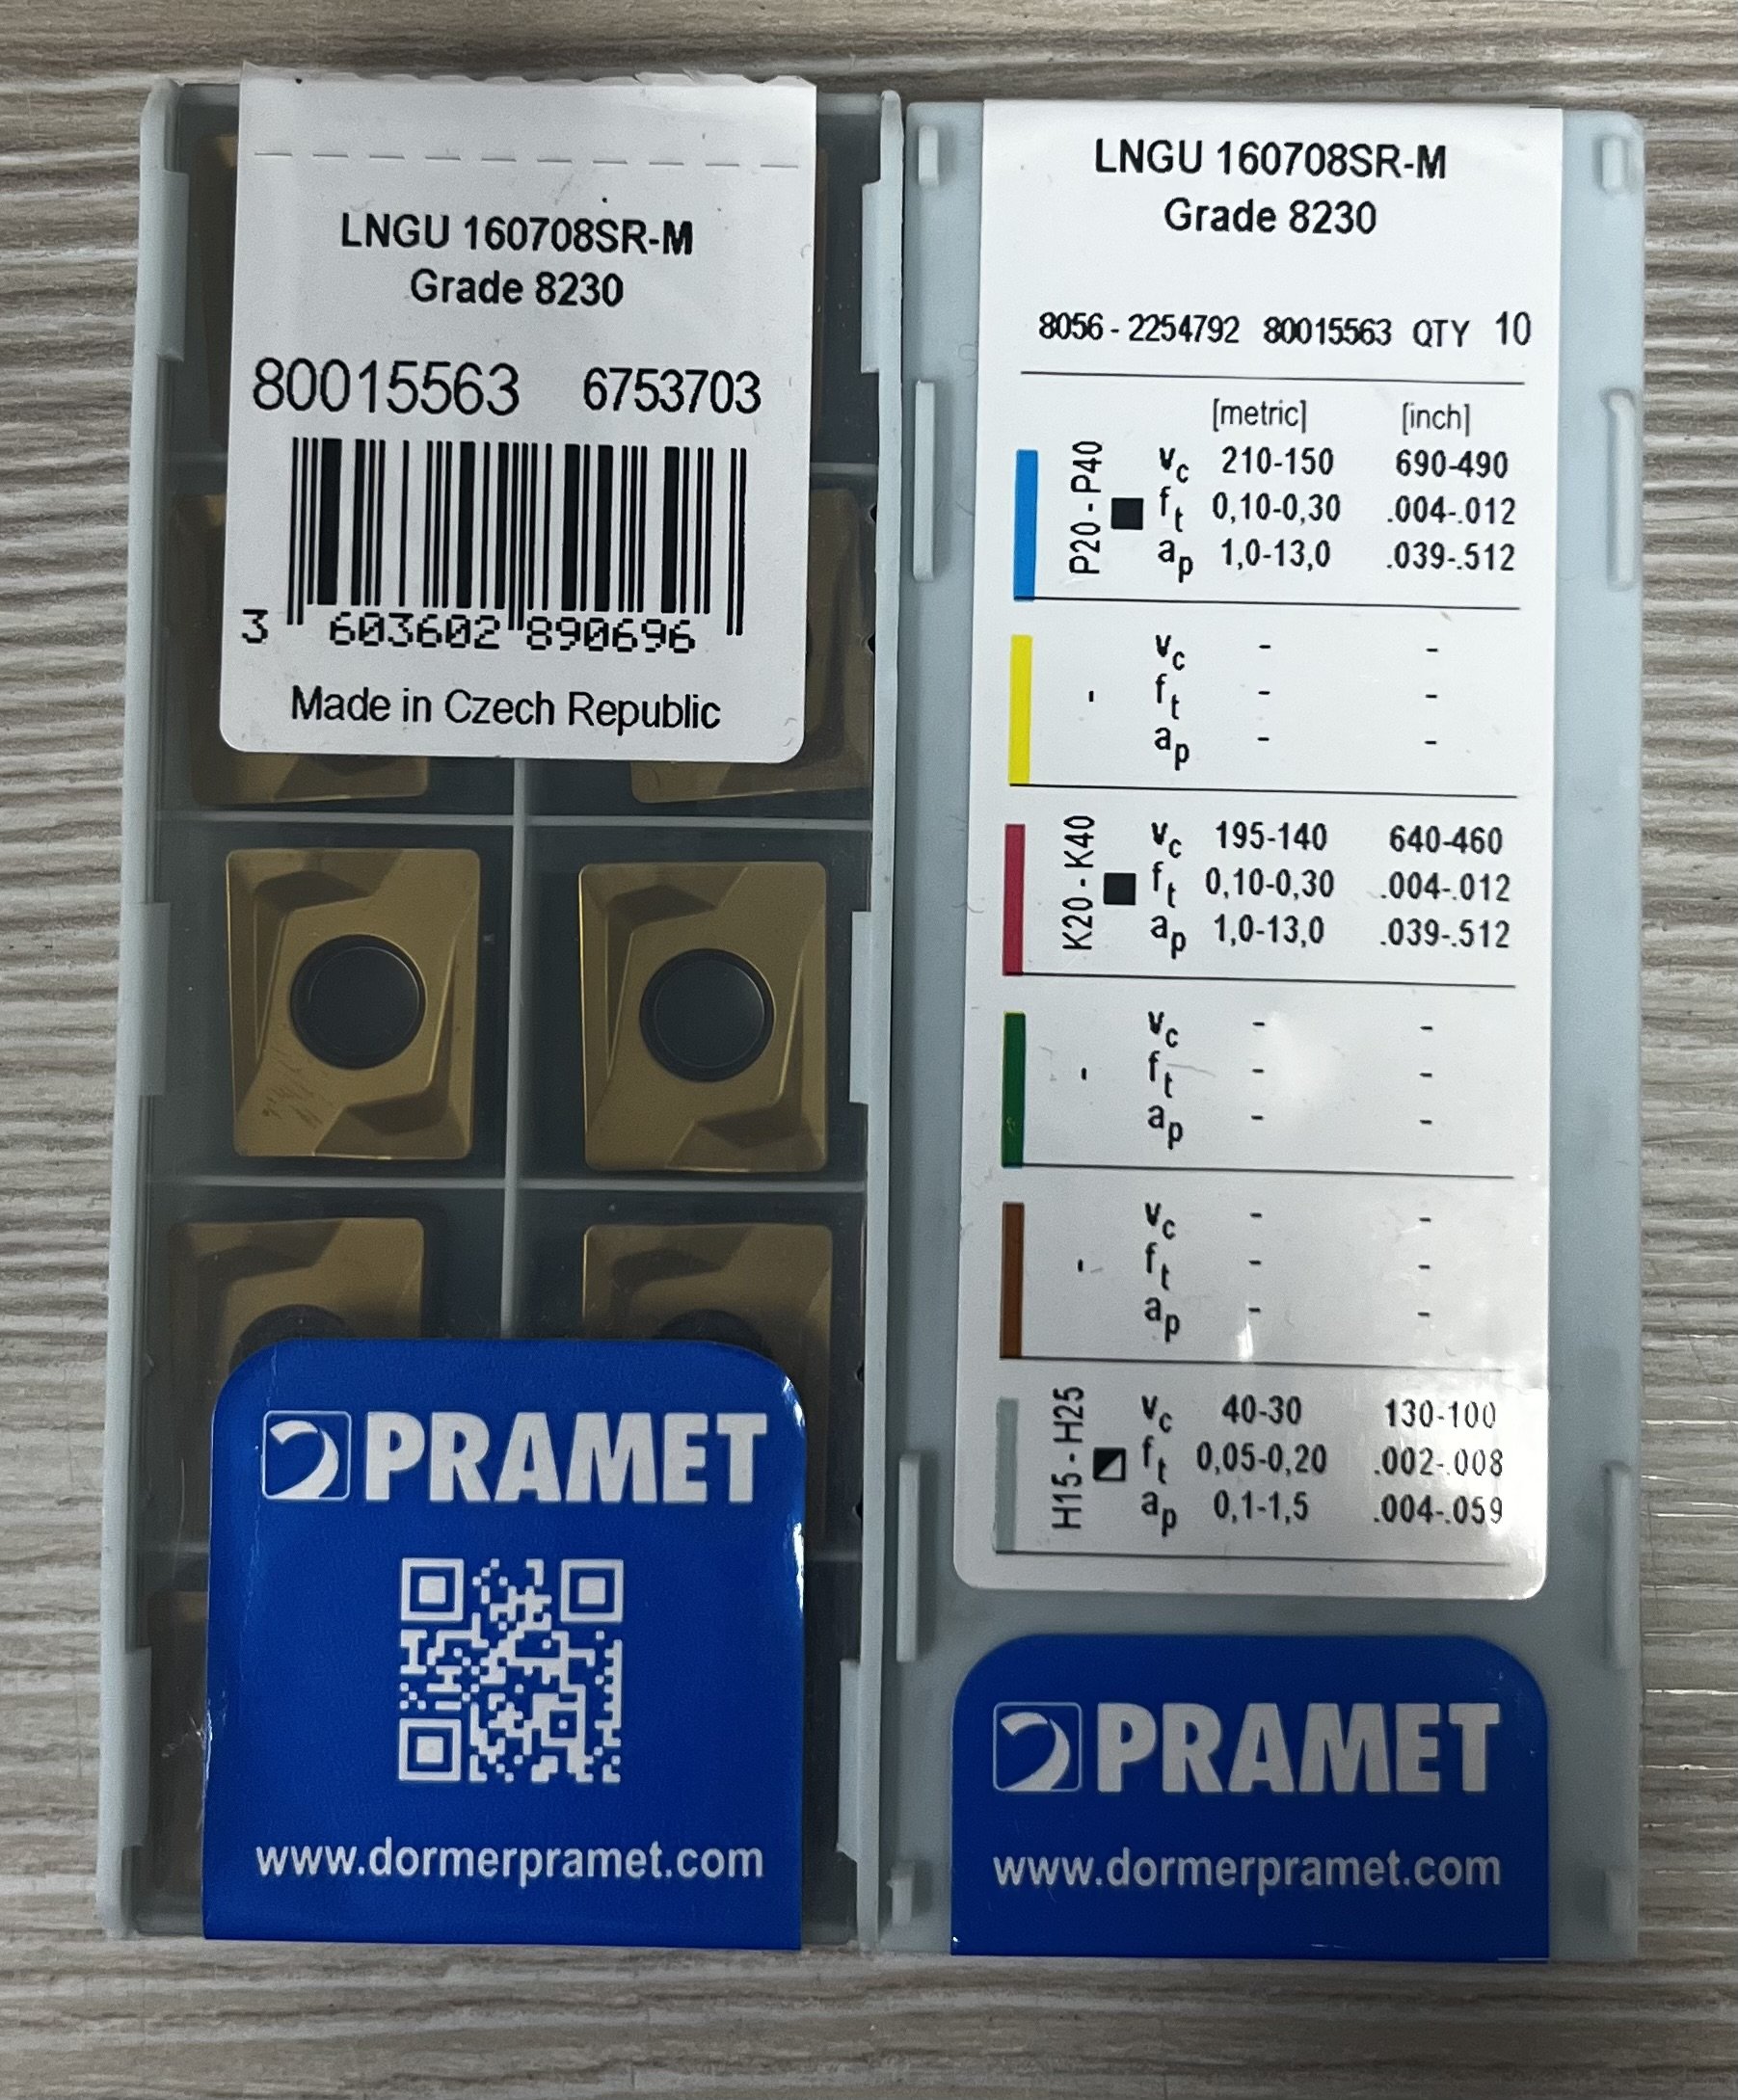 LNGU 160708SR-M
Grade 8230
80015563 6753703
3 603602 890696
Made in Czech Republic
PRAMET
www.dormerpramet.com
LNGU 160708SR-M
Grade 8230
8056 - 2254792 80015563 QTY 10
[metric] [inch]
P20 - P40
vc 210-150 690-490
ft 0,10-0,30 .004-.012
ap 1,0-13,0 .039-.512
-
vc - -
ft - -
ap - -
K20 - K40
vc 195-140 640-460
ft 0,10-0,30 .004-.012
ap 1,0-13,0 .039-.512
-
vc - -
ft - -
ap - -
-
vc - -
ft - -
ap - -
H15 - H25
vc 40-30 130-100
ft 0,05-0,20 .002-.008
ap 0,1-1,5 .004-.059
PRAMET
www.dormerpramet.com